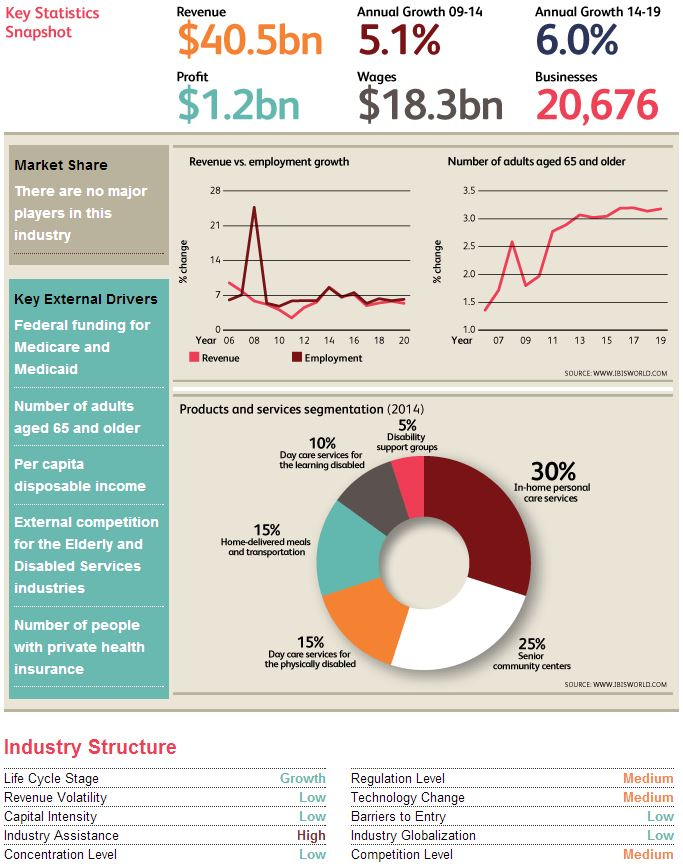 Key Statistics
Snapshot
Revenue
$40.5bn
Annual Growth 09-14
5.1%
Annual Growth 14-19
6.0%
Profit
$1.2bn
Wages
$18.3bn
Businesses
20,676
Market Share
There are no major
players in this
industry
Key External Drivers
Federal funding for
Medicare and
Medicaid
Number of adults
aged 65 and older
Per capita
disposable income
External competition
for the Elderly and
Disabled Services
industries
Number of people
with private health
insurance
Revenue vs. employment growth
% change
28
21
14
7
0
Year 06 08 10 12 14 16 18 20
Revenue
Employment
Number of adults aged 65 and older
% change
3.5
3.0
2.5
2.0
1.5
1.0
Year 07 09 11 13 15 17 19
SOURCE: WWW.IBISWORLD.COM
Products and services segmentation (2014)
5%
Disability
support groups
10%
Day care services for
the learning disabled
30%
In-home personal
care services
15%
Home-delivered meals
and transportation
15%
Day care services for
the physically disabled
25%
Senior
community centers
SOURCE: WWW.IBISWORLD.COM
Industry Structure
Life Cycle Stage Growth
Revenue Volatility Low
Capital Intensity Low
Industry Assistance High
Concentration Level Low
Regulation Level Medium
Technology Change Medium
Barriers to Entry Low
Industry Globalization Low
Competition Level Medium